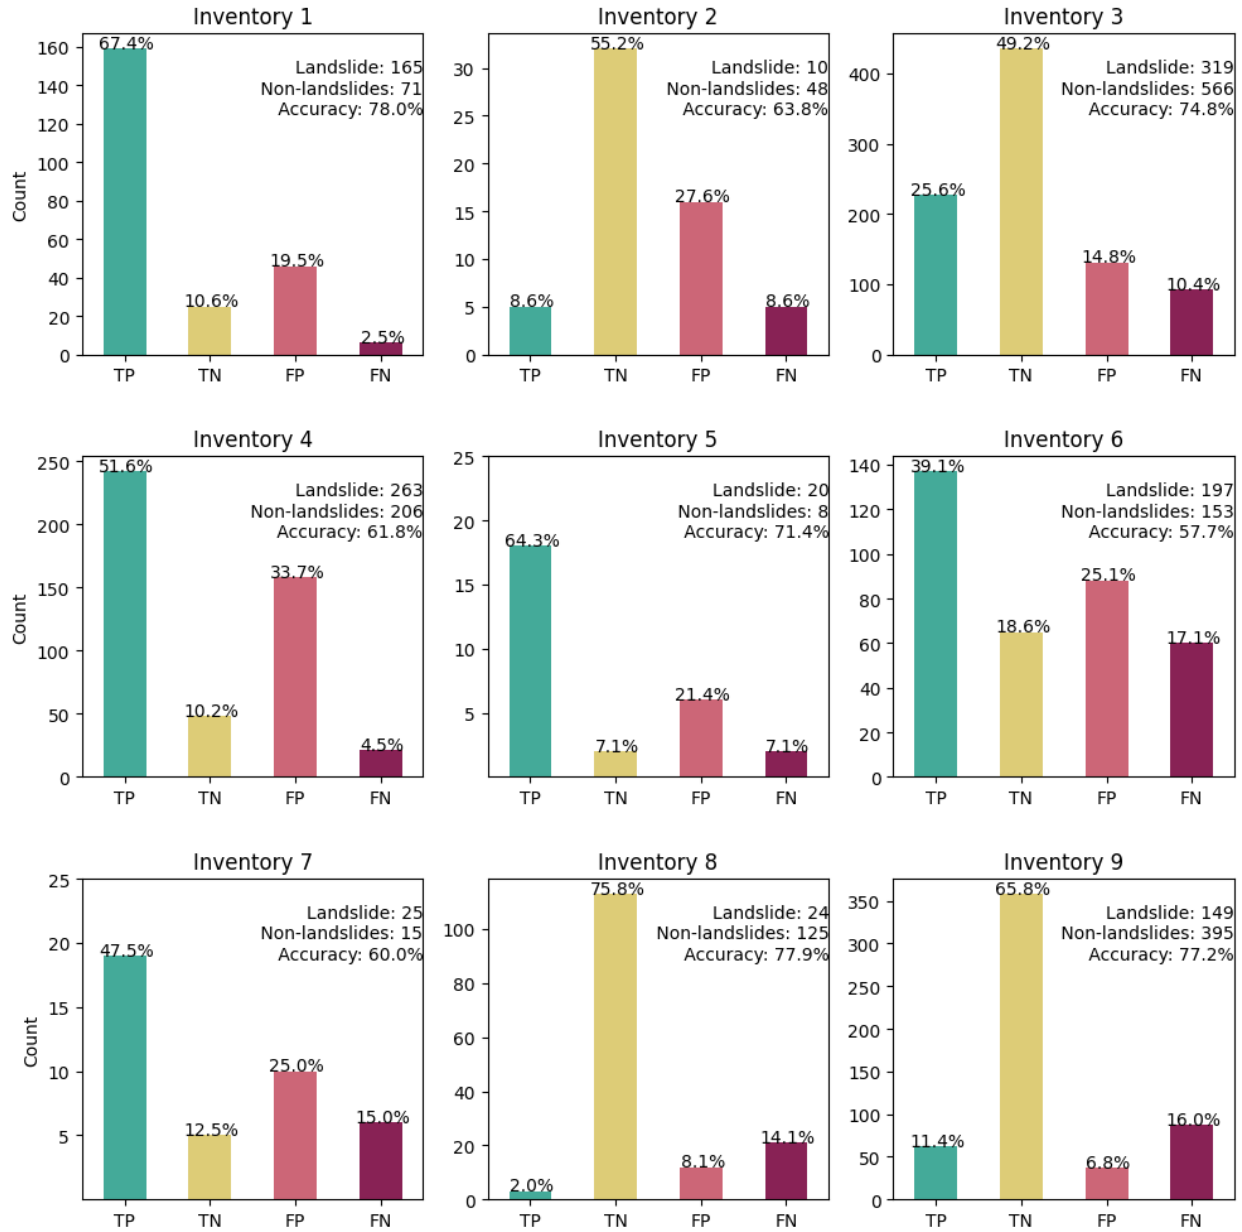 Inventory 1
67.4%
10.6%
19.5%
2.5%
Landslide: 165
Non-landslides: 71
Accuracy: 78.0%
160
140
120
100
80
60
40
20
0
Count
TP TN FP FN
Inventory 2
8.6%
55.2%
27.6%
8.6%
Landslide: 10
Non-landslides: 48
Accuracy: 63.8%
30
25
20
15
10
5
0
TP TN FP FN
Inventory 3
25.6%
49.2%
14.8%
10.4%
Landslide: 319
Non-landslides: 566
Accuracy: 74.8%
400
300
200
100
0
TP TN FP FN
Inventory 4
51.6%
10.2%
33.7%
4.5%
Landslide: 263
Non-landslides: 206
Accuracy: 61.8%
250
200
150
100
50
0
Count
TP TN FP FN
Inventory 5
64.3%
7.1%
21.4%
7.1%
Landslide: 20
Non-landslides: 8
Accuracy: 71.4%
25
20
15
10
5
TP TN FP FN
Inventory 6
39.1%
18.6%
25.1%
17.1%
Landslide: 197
Non-landslides: 153
Accuracy: 57.7%
140
120
100
80
60
40
20
0
TP TN FP FN
Inventory 7
47.5%
12.5%
25.0%
15.0%
Landslide: 25
Non-landslides: 15
Accuracy: 60.0%
25
20
15
10
5
Count
TP TN FP FN
Inventory 8
2.0%
75.8%
8.1%
14.1%
Landslide: 24
Non-landslides: 125
Accuracy: 77.9%
100
80
60
40
20
0
TP TN FP FN
Inventory 9
11.4%
65.8%
6.8%
16.0%
Landslide: 149
Non-landslides: 395
Accuracy: 77.2%
350
300
250
200
150
100
50
0
TP TN FP FN